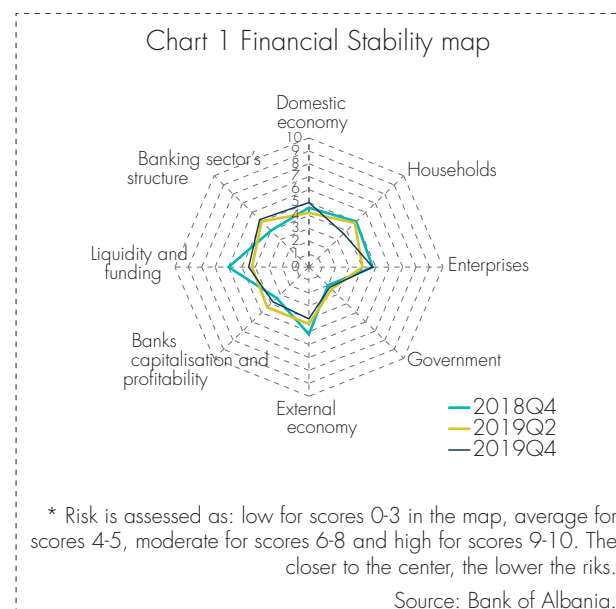 Chart 1 Financial Stability map
Domestic
economy
10
9
8
7
6
5
4
3
2
1
0
Banking sector's
structure
Households
Liquidity and
funding
Enterprises
Banks
capitalisation and
profitability
Government
External
economy
2018Q4
2019Q2
2019Q4
* Risk is assessed as: low for scores 0-3 in the map, average for
scores 4-5, moderate for scores 6-8 and high for scores 9-10. The
closer to the center, the lower the riks.
Source: Bank of Albania.